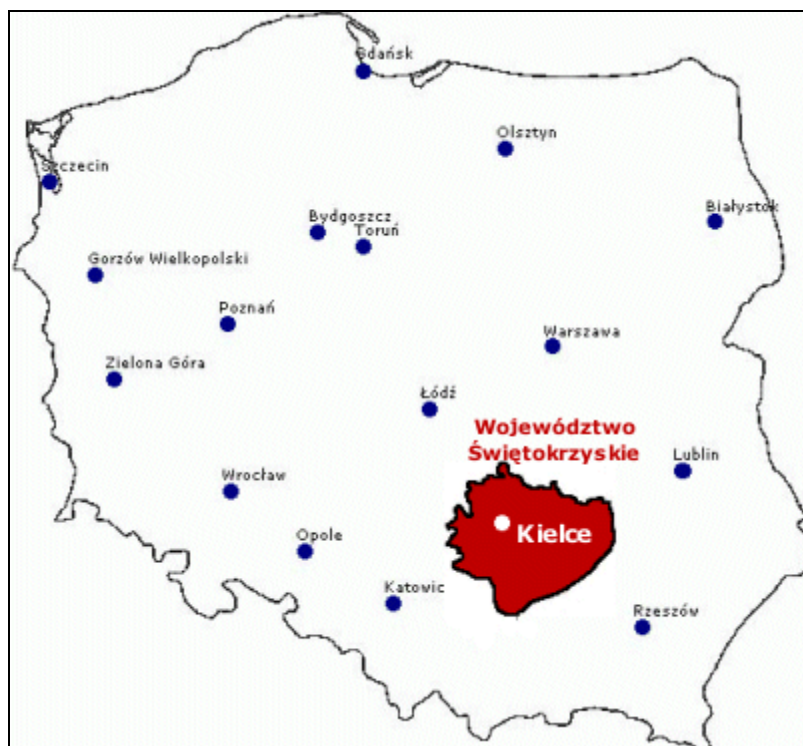 Gdańsk
Olsztyn
Szczecin
Białystok
Bydgoszcz
Toruń
Gorzów Wielkopolski
Poznań
Warszawa
Zielona Góra
Łódź
Województwo
Świętokrzyskie
Lublin
Wrocław
Kielce
Opole
Katowic
Rzeszów